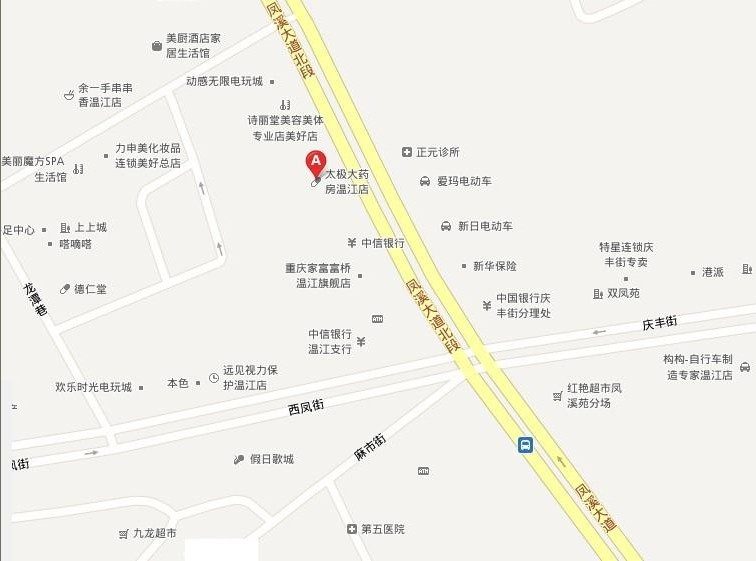 凤溪大道北段
美厨酒店家
居生活馆
动感无限电玩城
余一手串串
香温江店
诗丽堂美容美体
专业店美好店
力申美化妆品
连锁美好总店
正元诊所
美丽魔方SPA
生活馆
A
太极大药
房温江店
爱玛电动车
足中心
上上城
嗒嘀嗒
新日电动车
中信银行
特星连锁庆
丰街专卖
重庆家富富桥
温江旗舰店
新华保险
港派
龙潭巷
德仁堂
凤溪大道北段
中国银行庆
丰街分理处
双凤苑
庆丰街
中信银行
温江支行
远见视力保
护温江店
构构-自行车制
造专家温江店
欢乐时光电玩城
本色
西凤街
红艳超市凤
溪苑分场
麻市街
凤街
假日歌城
凤溪大道
九龙超市
第五医院